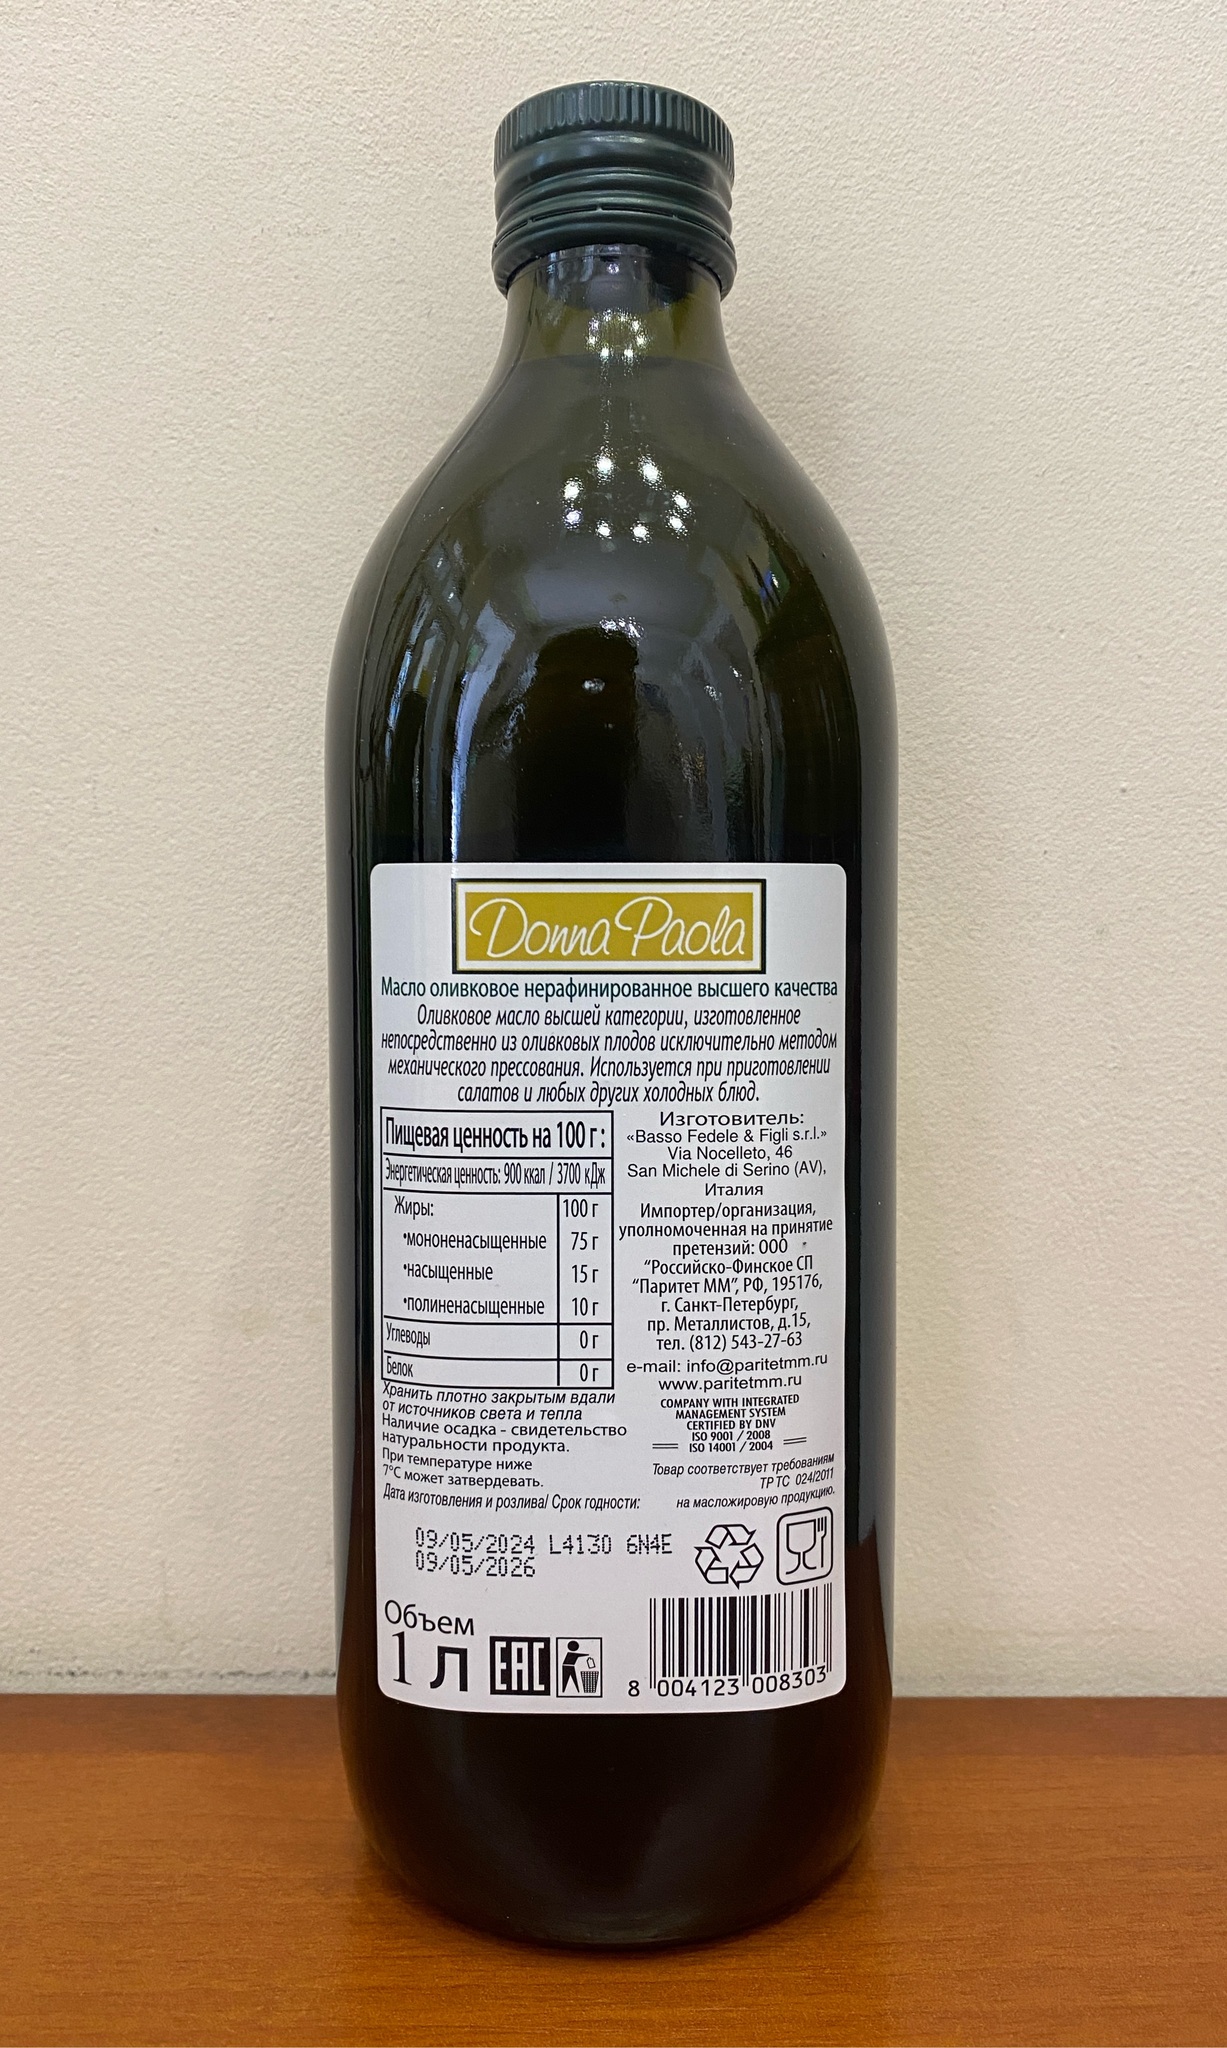 Donna Paola
Масло оливковое нерафинированное высшего качества
Оливковое масло высшей категории, изготовленное
непосредственно из оливковых плодов исключительно методом
механического прессования. Используется при приготовлении
салатов и любых других холодных блюд.
Пищевая ценность на 100 г:
Энергетическая ценность: 900 ккал / 3700 кДж
Жиры: 100 г
•мононенасыщенные 75 г
•насыщенные 15 г
•полиненасыщенные 10 г
Углеводы 0 г
Белок 0 г
Хранить плотно закрытым вдали
от источников света и тепла
Наличие осадка - свидетельство
натуральности продукта.
При температуре ниже
7°C может затвердевать.
Дата изготовления и розлива/ Срок годности:
Изготовитель:
«Basso Fedele & Figli s.r.l.»
Via Nocelleto, 46
San Michele di Serino (AV),
Италия
Импортер/организация,
уполномоченная на принятие
претензий: ООО
"Российско-Финское СП
"Паритет ММ", РФ, 195176,
г. Санкт-Петербург,
пр. Металлистов, д.15,
тел. (812) 543-27-63
e-mail: info@paritetmm.ru
www.paritetmm.ru
COMPANY WITH INTEGRATED
MANAGEMENT SYSTEM
CERTIFIED BY DNV
ISO 9001 / 2008
ISO 14001 / 2004
Товар соответствует требованиям
ТР ТС 024/2011
на масложировую продукцию.
09/05/2024 L4130 6N4E
09/05/2026
Объем
1 л
EAC
8 004123 008303